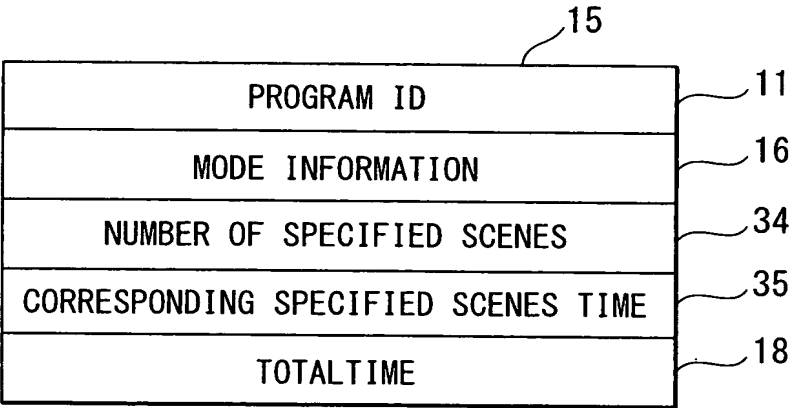 15
PROGRAM ID 11
MODE INFORMATION 16
NUMBER OF SPECIFIED SCENES 34
CORRESPONDING SPECIFIED SCENES TIME 35
TOTALTIME 18